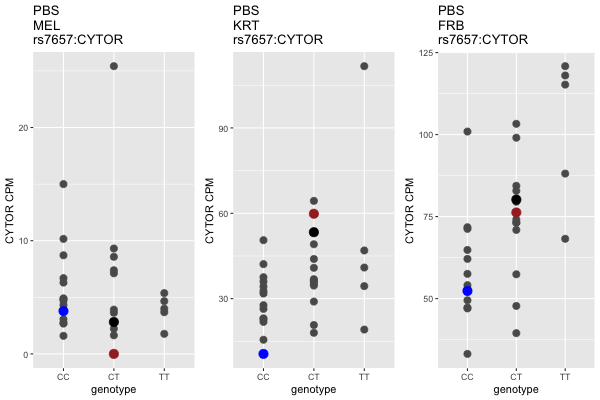 PBS
MEL
rs7657:CYTOR
CYTOR CPM
20
10
0
CC
CT
TT
genotype
PBS
KRT
rs7657:CYTOR
CYTOR CPM
90
60
30
CC
CT
TT
genotype
PBS
FRB
rs7657:CYTOR
CYTOR CPM
125
100
75
50
CC
CT
TT
genotype